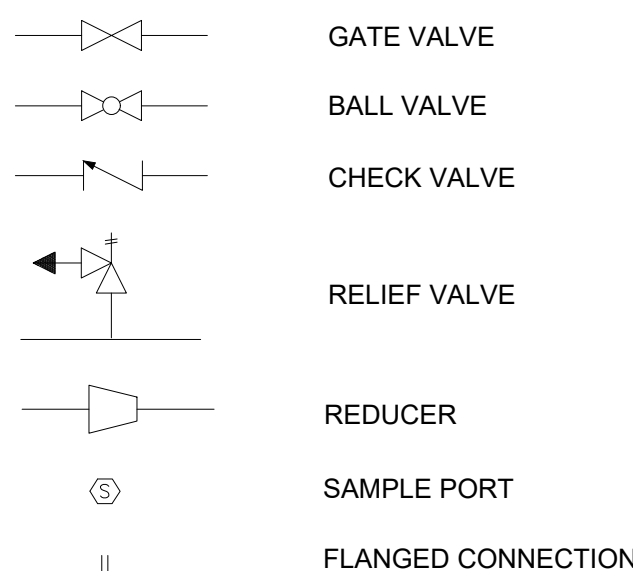 GATE VALVE
BALL VALVE
CHECK VALVE
RELIEF VALVE
REDUCER
S SAMPLE PORT
FLANGED CONNECTION